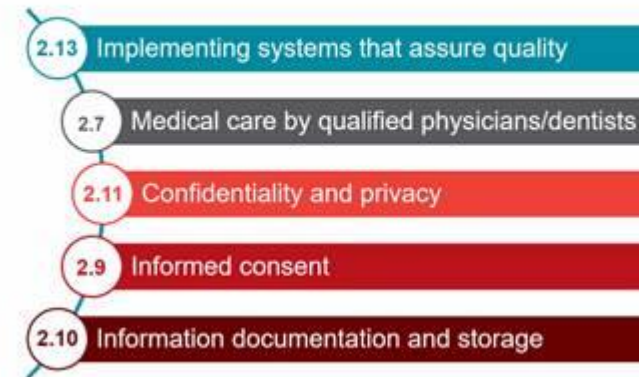 2.13 Implementing systems that assure quality
2.7 Medical care by qualified physicians/dentists
2.11 Confidentiality and privacy
2.9 Informed consent
2.10 Information documentation and storage